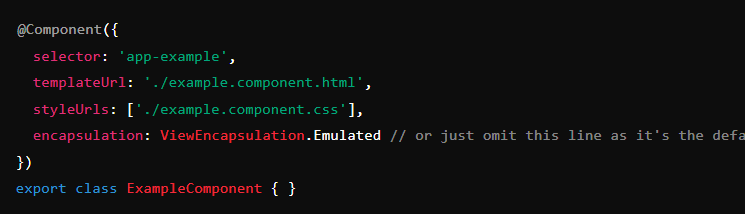 @Component({
  selector: 'app-example',
  templateUrl: './example.component.html',
  styleUrls: ['./example.component.css'],
  encapsulation: ViewEncapsulation.Emulated // or just omit this line as it's the defa
})
export class ExampleComponent { }